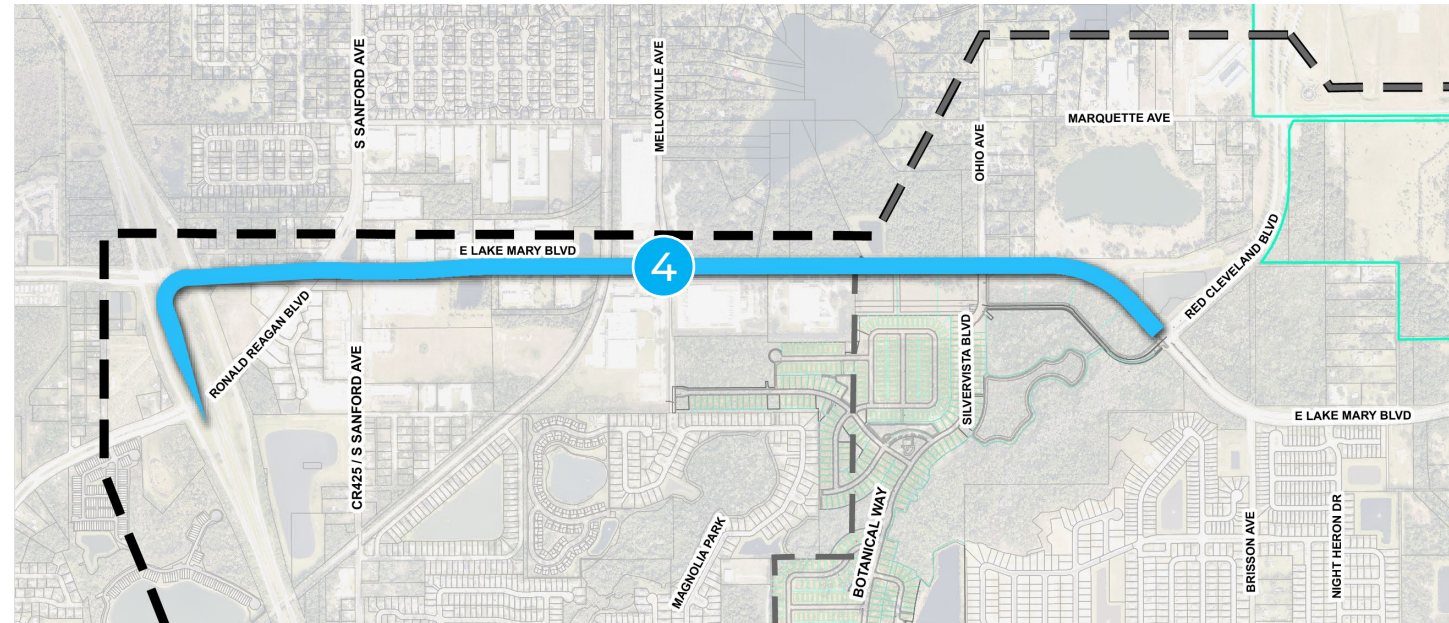 S SANFORD AVE
MELLONVILLE AVE
OHIO AVE
MARQUETTE AVE
E LAKE MARY BLVD
4
RED CLEVELAND BLVD
RONALD REAGAN BLVD
CR425 / S SANFORD AVE
SILVERVISTA BLVD
E LAKE MARY BLVD
MAGNOLIA PARK
BOTANICAL WAY
BRISSON AVE
NIGHT HERON DR